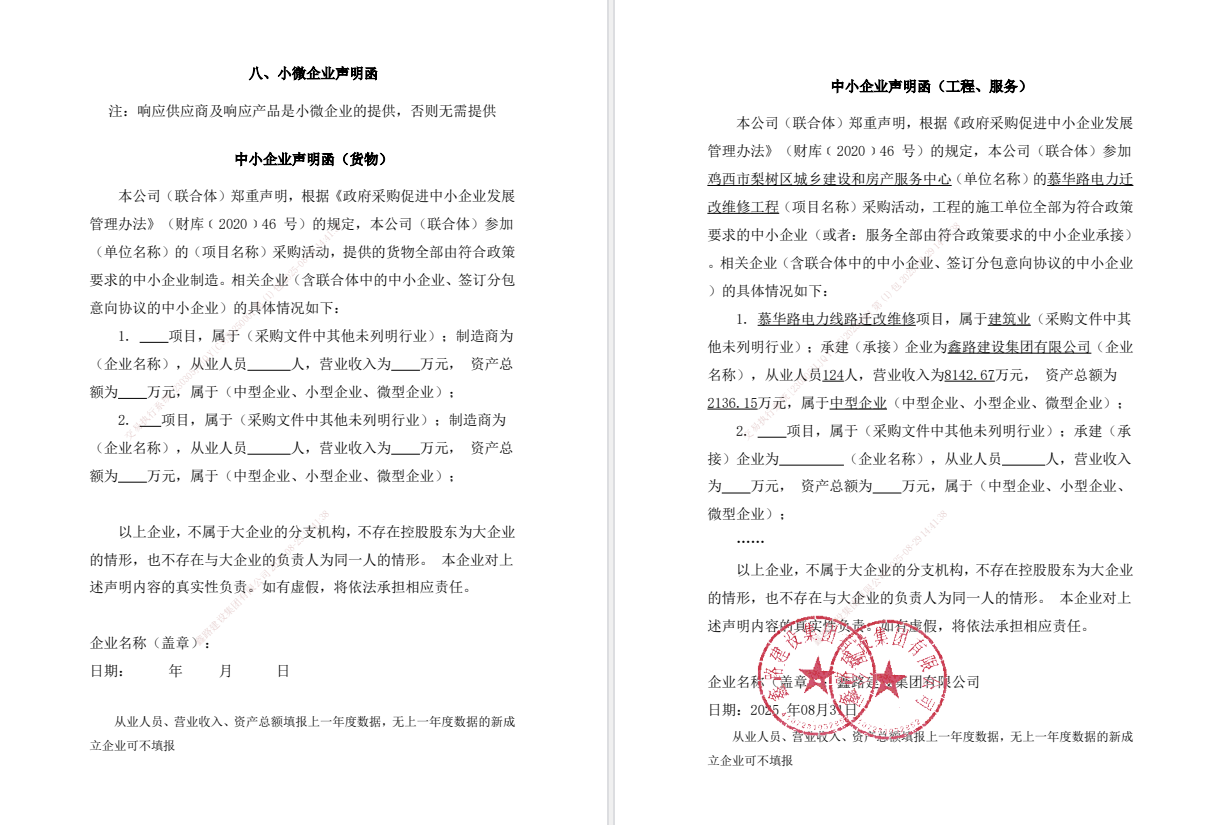 八、小微企业声明函
注：响应供应商及响应产品是小微企业的提供，否则无需提供
中小企业声明函（货物）
本公司（联合体）郑重声明，根据《政府采购促进中小企业发展
管理办法》（财库﹝2020﹞46 号）的规定，本公司（联合体）参加
（单位名称）的（项目名称）采购活动，提供的货物全部由符合政策
要求的中小企业制造。相关企业（含联合体中的中小企业、签订分包
意向协议的中小企业）的具体情况如下：
1. ____项目，属于（采购文件中其他未列明行业）；制造商为
（企业名称），从业人员______人，营业收入为____万元， 资产总
额为____万元，属于（中型企业、小型企业、微型企业）；
2. ___项目，属于（采购文件中其他未列明行业）；制造商为
（企业名称），从业人员______人，营业收入为____万元， 资产总
额为____万元，属于（中型企业、小型企业、微型企业）；
以上企业，不属于大企业的分支机构，不存在控股股东为大企业
的情形，也不存在与大企业的负责人为同一人的情形。 本企业对上
述声明内容的真实性负责。如有虚假，将依法承担相应责任。
企业名称（盖章）：
日期： 年 月 日
从业人员、营业收入、资产总额填报上一年度数据，无上一年度数据的新成
立企业可不填报
中小企业声明函（工程、服务）
本公司（联合体）郑重声明，根据《政府采购促进中小企业发展
管理办法》（财库﹝2020﹞46 号）的规定，本公司（联合体）参加
鸡西市梨树区城乡建设和房产服务中心（单位名称）的慕华路电力迁
改维修工程（项目名称）采购活动，工程的施工单位全部为符合政策
要求的中小企业（或者：服务全部由符合政策要求的中小企业承接）
。相关企业（含联合体中的中小企业、签订分包意向协议的中小企业
）的具体情况如下：
1. 慕华路电力线路迁改维修项目，属于建筑业（采购文件中其
他未列明行业）；承建（承接）企业为鑫路建设集团有限公司（企业
名称），从业人员124人，营业收入为8142.67万元， 资产总额为
2136.15万元，属于中型企业（中型企业、小型企业、微型企业）；
2. ____项目，属于（采购文件中其他未列明行业）；承建（承
接）企业为_________（企业名称），从业人员______人，营业收入
为____万元， 资产总额为____万元，属于（中型企业、小型企业、
微型企业）；
……
以上企业，不属于大企业的分支机构，不存在控股股东为大企业
的情形，也不存在与大企业的负责人为同一人的情形。 本企业对上
述声明内容的真实性负责。如有虚假，将依法承担相应责任。
企业名称（盖章）：鑫路建设集团有限公司
日期：2025 年08月31日
从业人员、营业收入、资产总额填报上一年度数据，无上一年度数据的新成
立企业可不填报